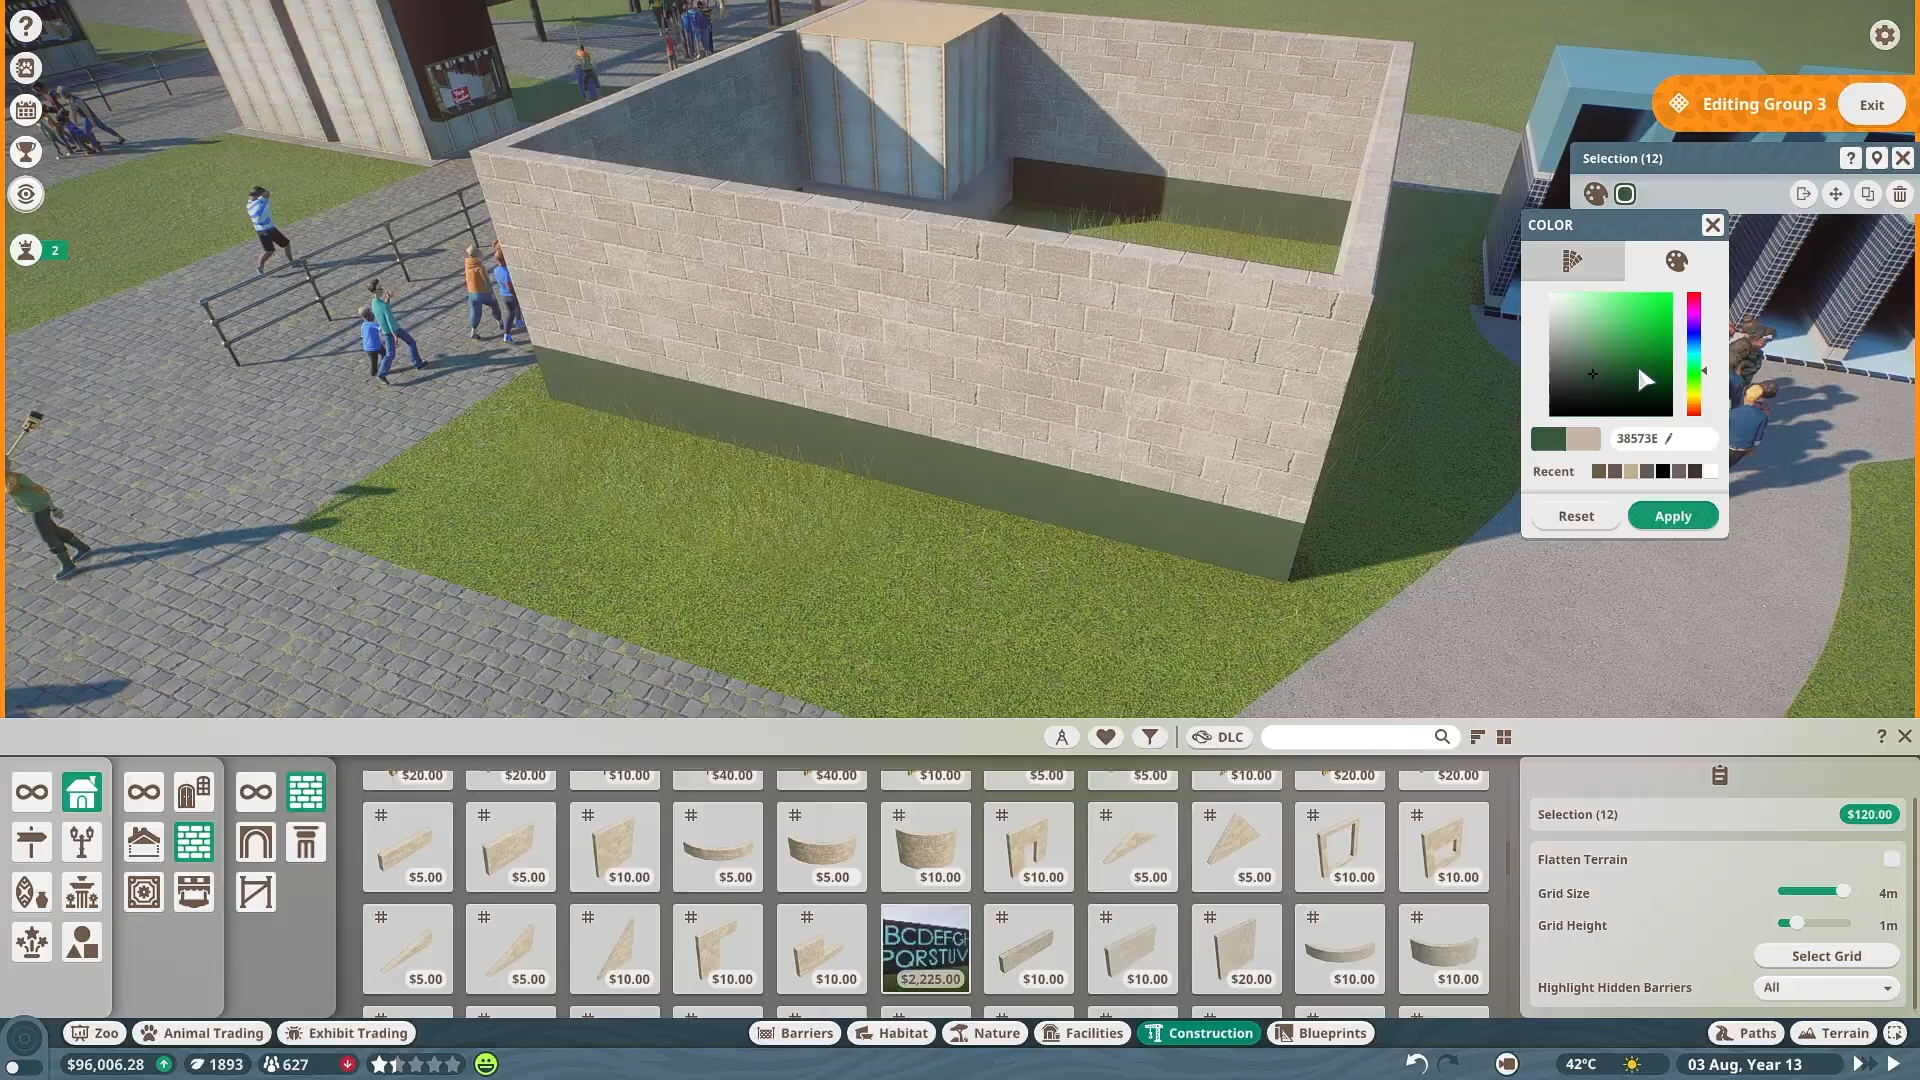 Editing Group 3
Exit
Selection (12)
?
COLOR
38573E
Recent
Reset
Apply
?
2
DLC
?
$20.00 $20.00 $10.00 $40.00 $40.00 $10.00 $5.00 $5.00 $10.00 $20.00 $20.00
$5.00 $5.00 $10.00 $5.00 $5.00 $10.00 $10.00 $5.00 $5.00 $10.00 $10.00
BCDEFG
PQRSTUV
$5.00 $5.00 $10.00 $10.00 $10.00 $2,225.00 $10.00 $10.00 $20.00 $10.00 $10.00
Selection (12)
$120.00
Flatten Terrain
Grid Size
4m
Grid Height
1m
Select Grid
Highlight Hidden Barriers
All
Zoo
Animal Trading
Exhibit Trading
Barriers
Habitat
Nature
Facilities
Construction
Blueprints
Paths
Terrain
$96,006.28
1893
627
42°C
03 Aug, Year 13